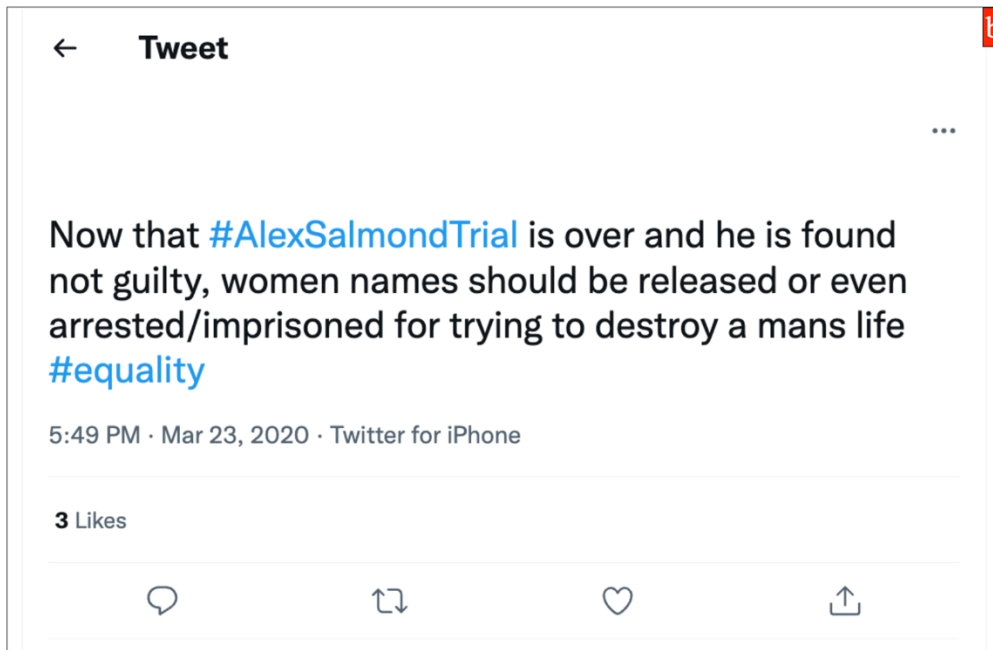 Tweet
Now that #AlexSalmondTrial is over and he is found
not guilty, women names should be released or even
arrested/imprisoned for trying to destroy a mans life
#equality
5:49 PM · Mar 23, 2020 · Twitter for iPhone
3 Likes